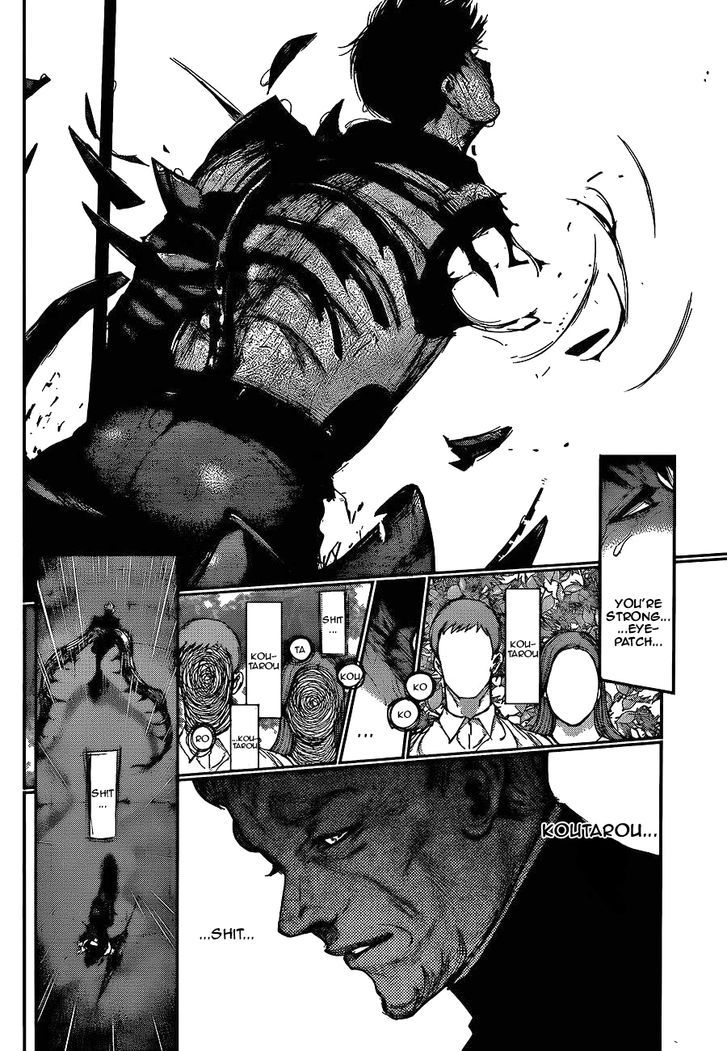 YOU'RE
STRONG...
...EYE-
PATCH...
KOU-
TAROU
KO
KO
...
SHIT
...
KOU
TA
KOU-
TAROU
RO
...KOU-
TAROU
SHIT
...
KOUTAROU...
...SHIT...